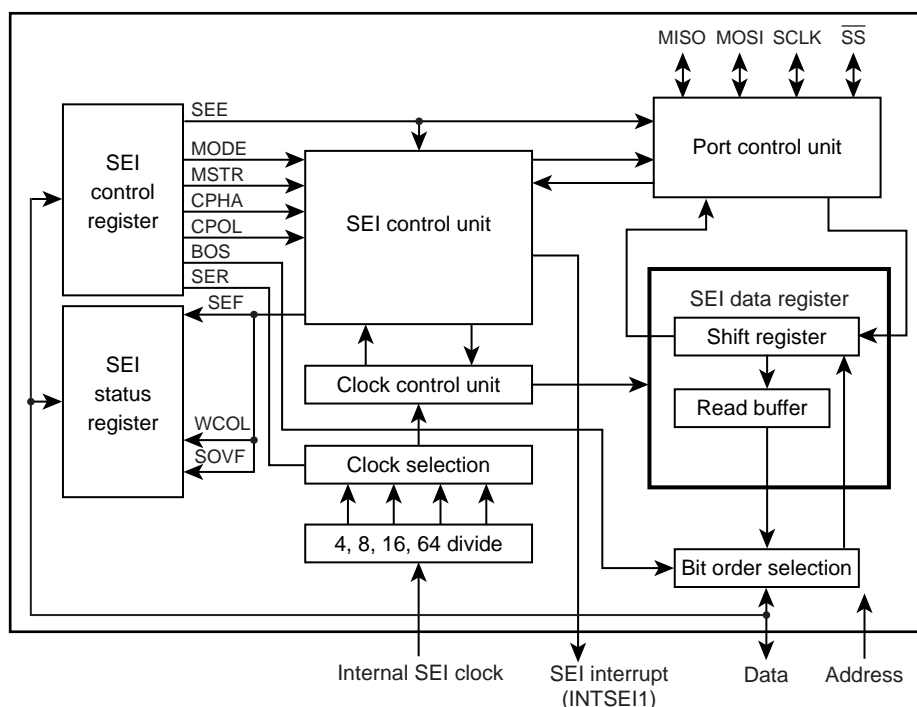 MISO MOSI SCLK SS
SEE
Port control unit
SEI
control
register
MODE
MSTR
CPHA
CPOL
BOS
SER
SEI control unit
SEF
SEI data register
Shift register
Read buffer
SEI
status
register
WCOL
SOVF
Clock control unit
Clock selection
4, 8, 16, 64 divide
Bit order selection
Internal SEI clock
SEI interrupt
(INTSEI1)
Data
Address